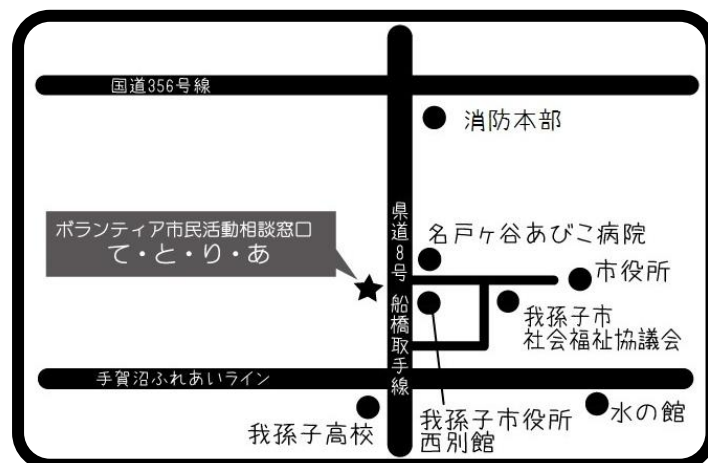 国道356号線
消防本部
ボランティア市民活動相談窓口
て・と・り・あ
県道8号 船橋取手線
名戸ヶ谷あびこ病院
市役所
我孫子市
社会福祉協議会
手賀沼ふれあいライン
我孫子高校
我孫子市役所
西別館
水の館